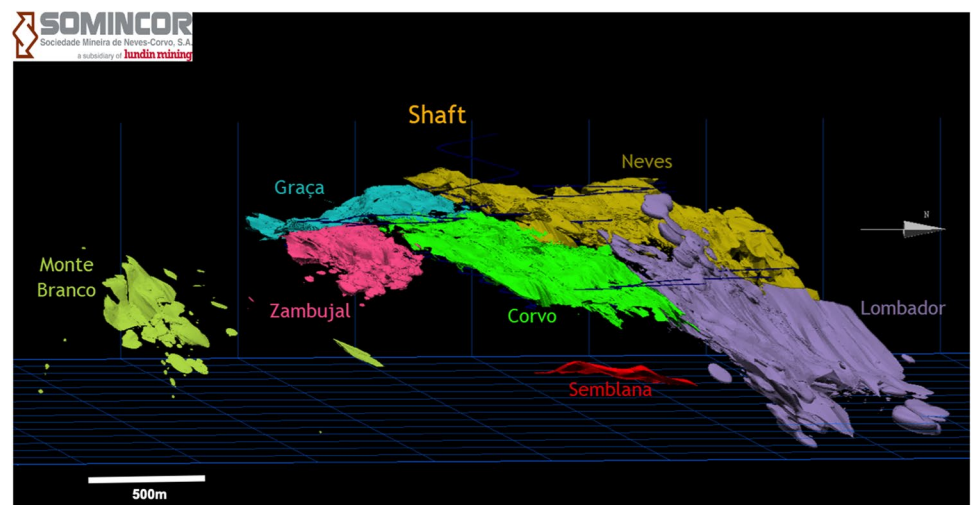 SOMINCOR
Sociedade Mineira de Neves-Corvo, S.A.
a subsidiary of lundin mining
Shaft
Neves
Graça
N
Monte
Branco
Zambujal
Corvo
Lombador
Semblana
500m